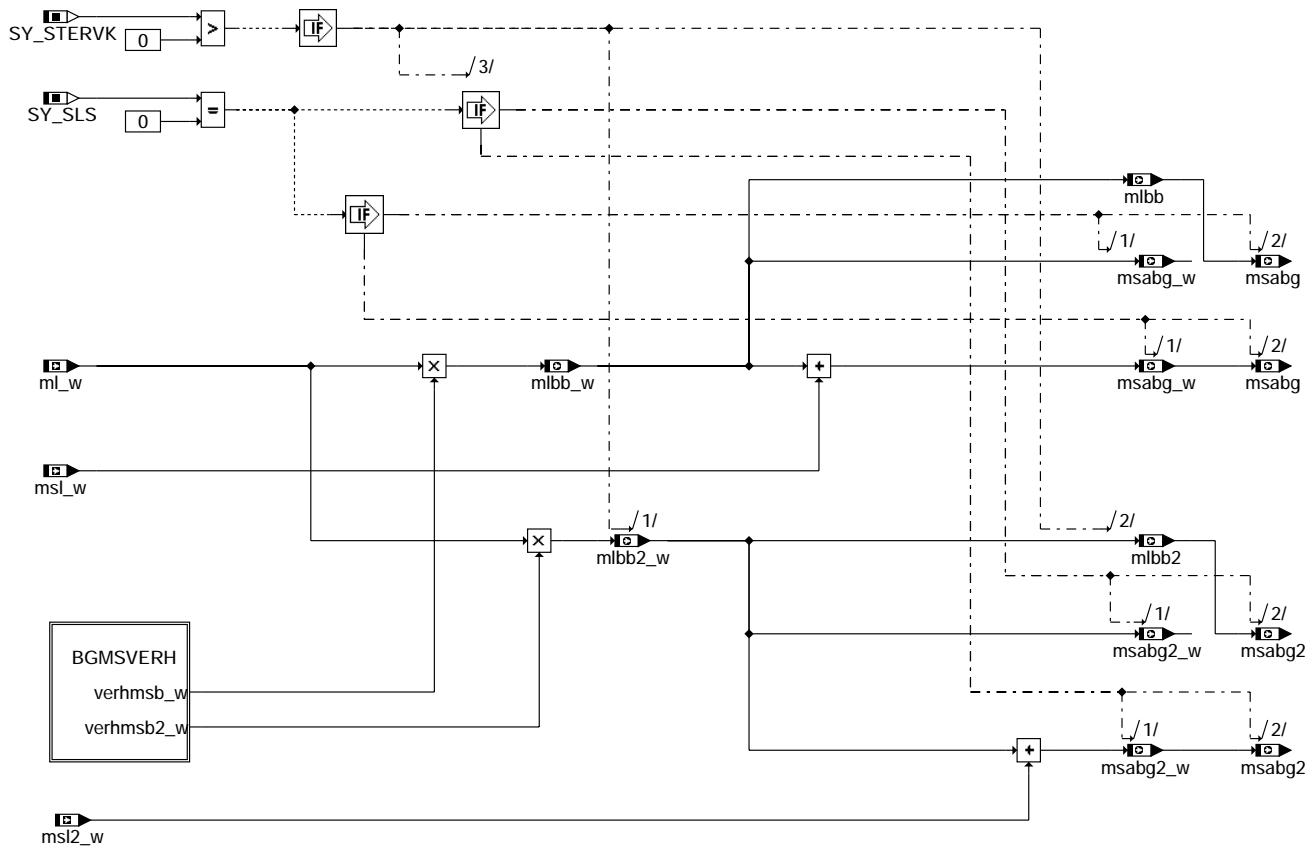 SY_STERVK
0
>
IF
/3/
SY_SLS
0
=
IF
IF
mlbb
/1/
/2/
msabg_w
msabg
/1/
/2/
ml_w
×
mlbb_w
+
msabg_w
msabg
msl_w
/1/
/2/
×
mlbb2_w
mlbb2
/1/
/2/
msabg2_w
msabg2
BGMSVERH
verhmsb_w
verhmsb2_w
/1/
/2/
+
msabg2_w
msabg2
msl2_w